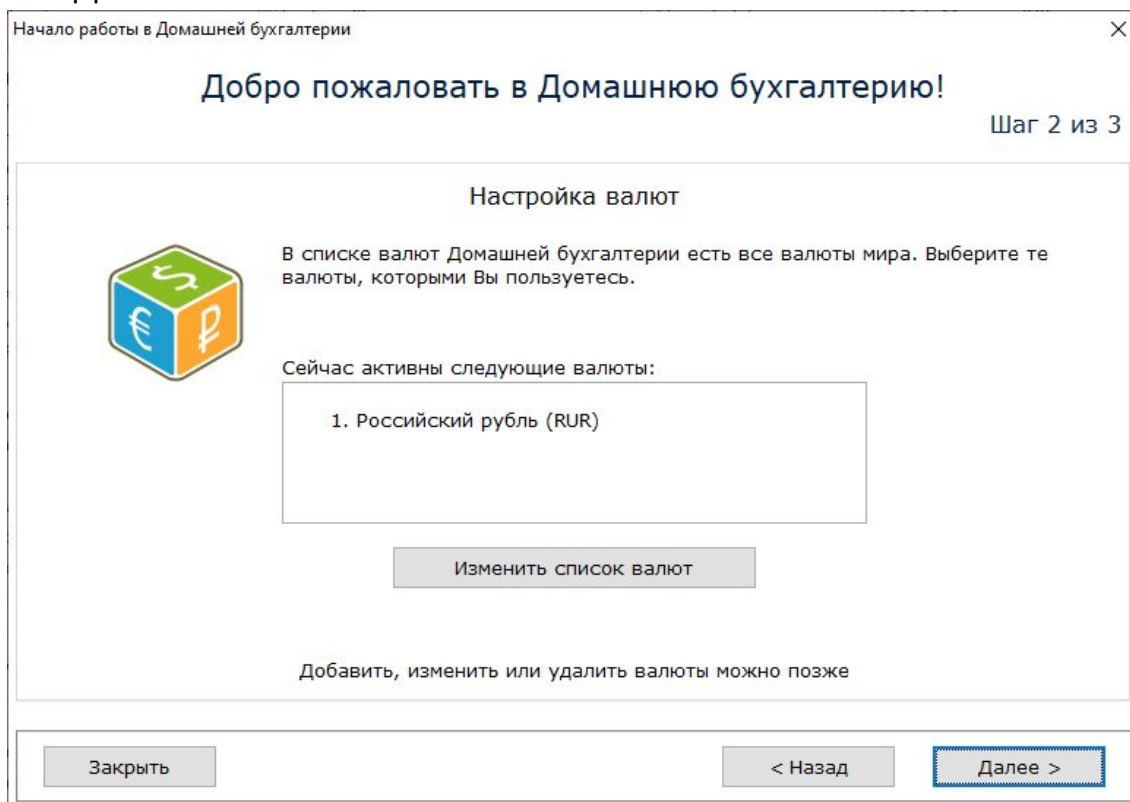 Начало работы в Домашней бухгалтерии
Добро пожаловать в Домашнюю бухгалтерию!
Шаг 2 из 3
Настройка валют
В списке валют Домашней бухгалтерии есть все валюты мира. Выберите те
валюты, которыми Вы пользуетесь.
Сейчас активны следующие валюты:
1. Российский рубль (RUR)
Изменить список валют
Добавить, изменить или удалить валюты можно позже
Закрыть
< Назад
Далее >